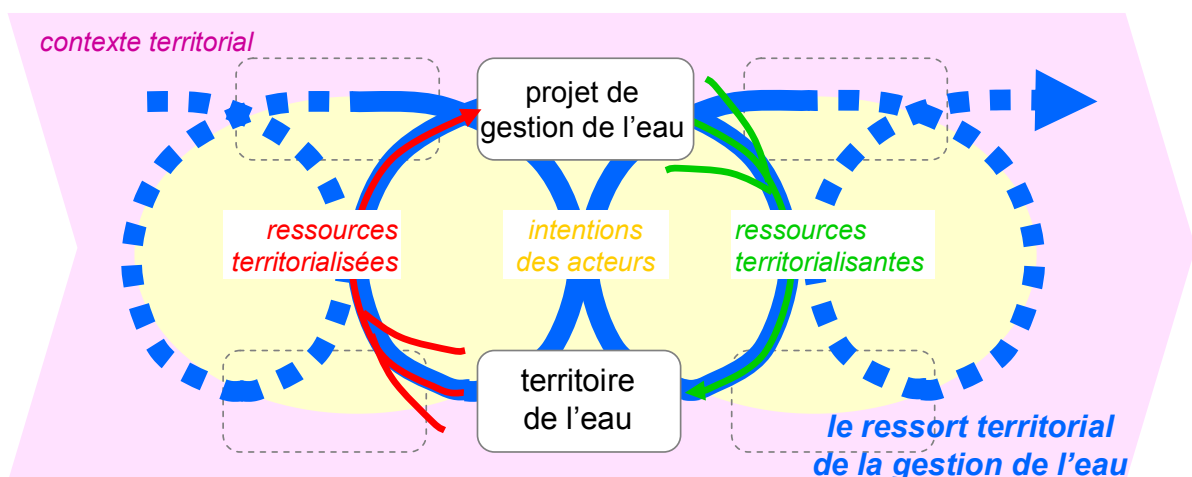 contexte territorial
projet de
gestion de l’eau
ressources
territorialisées
intentions
des acteurs
ressources
territorialisantes
territoire
de l’eau
le ressort territorial
de la gestion de l’eau